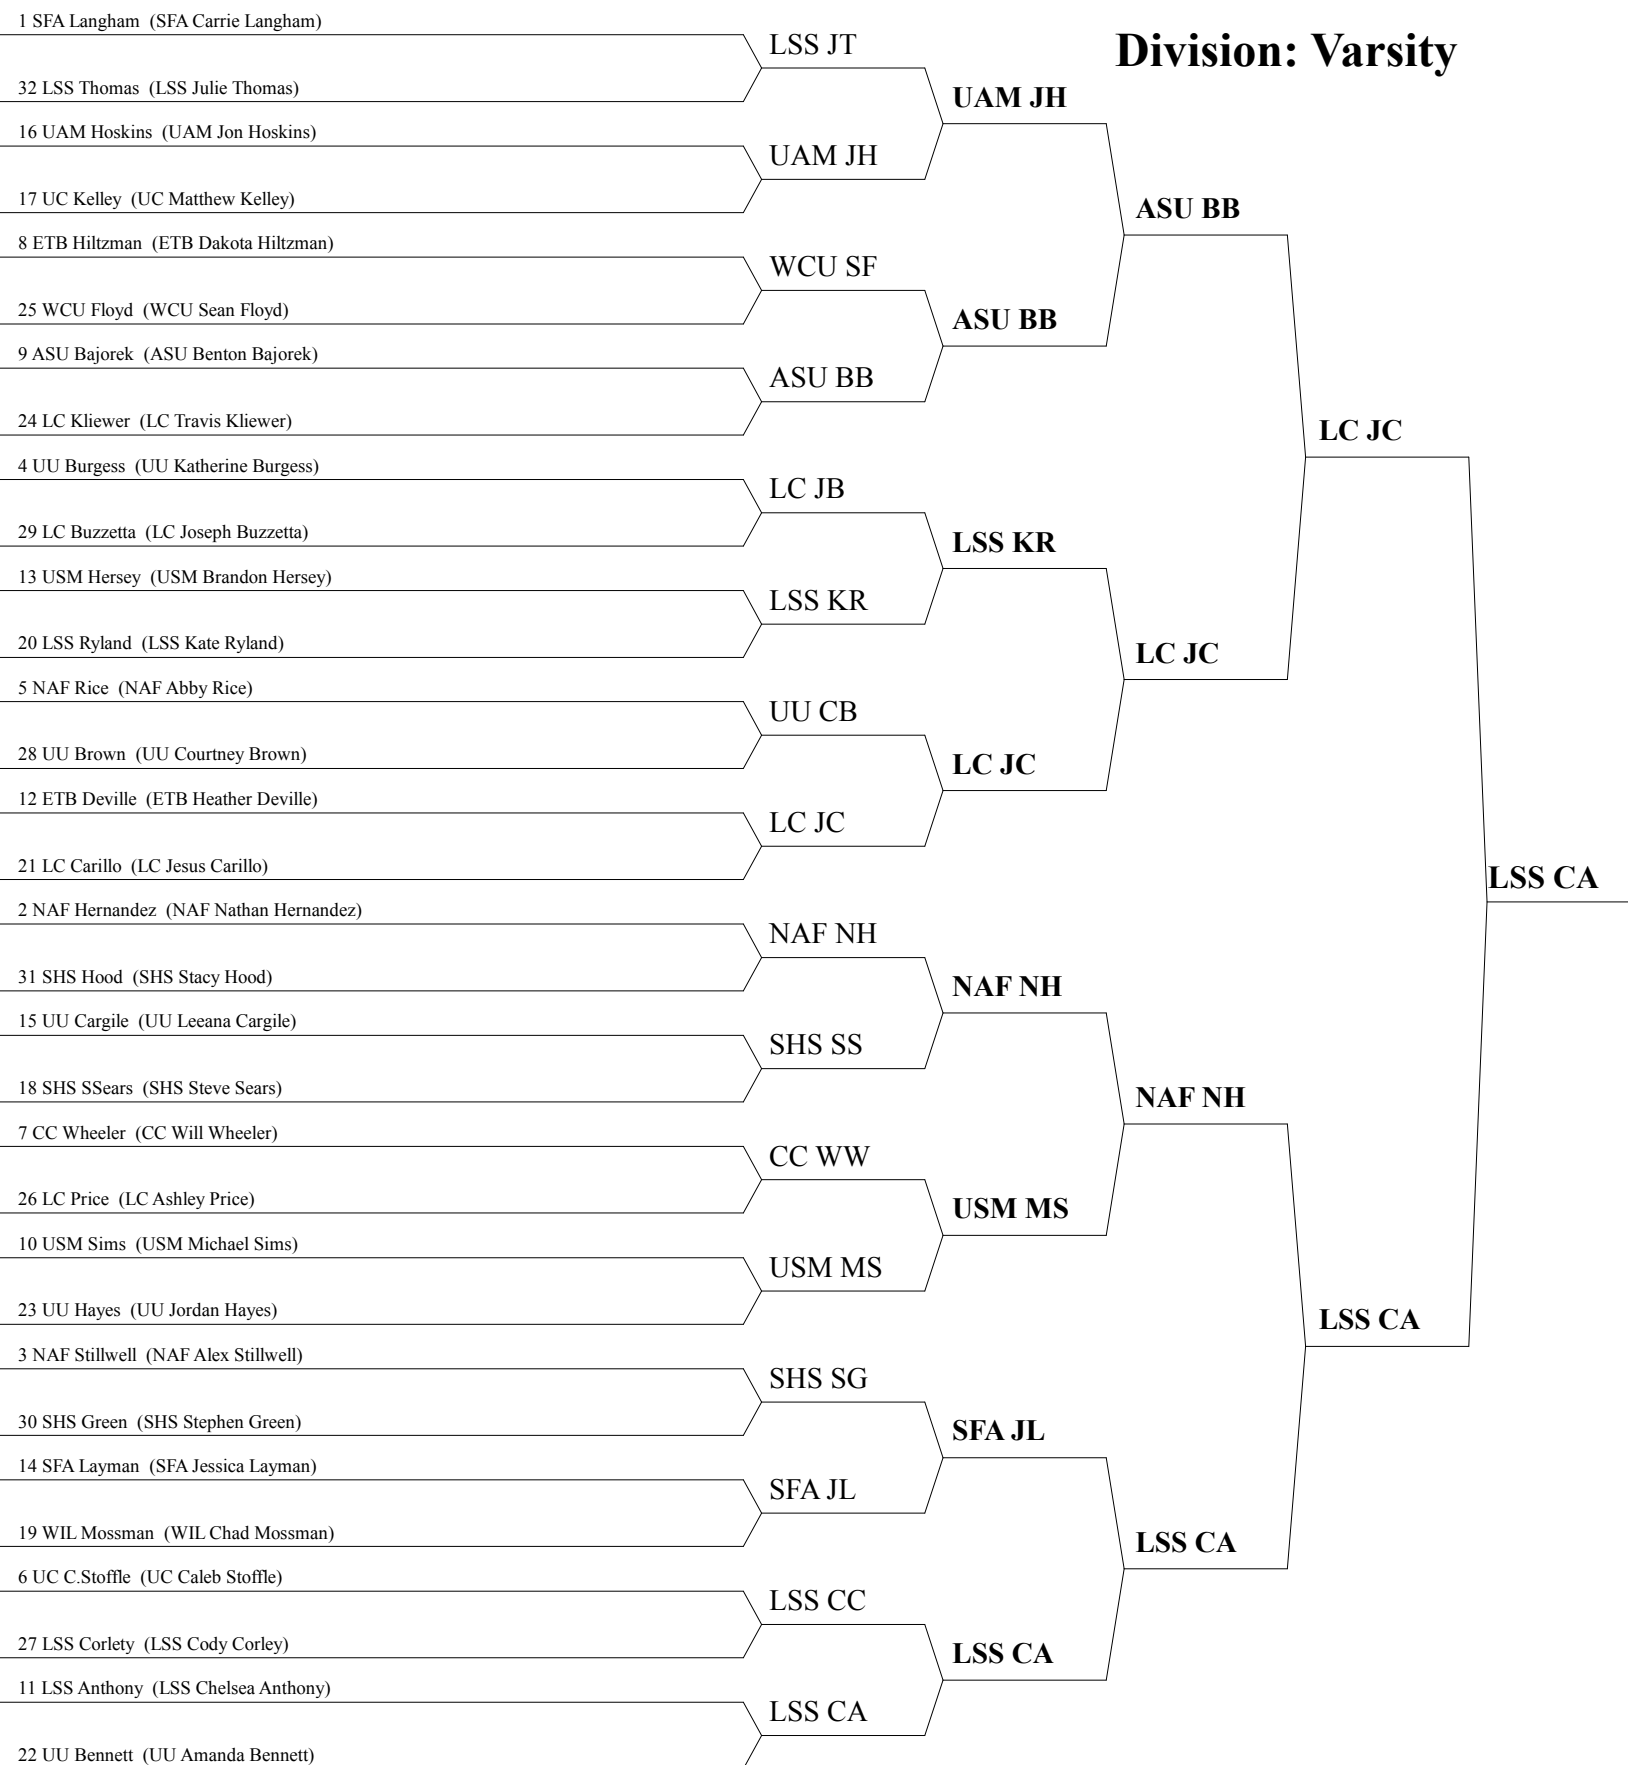 1 SFA Langham  (SFA Carrie Langham)
LSS JT
Division: Varsity
32 LSS Thomas  (LSS Julie Thomas)
UAM JH
16 UAM Hoskins  (UAM Jon Hoskins)
UAM JH
17 UC Kelley  (UC Matthew Kelley)
ASU BB
8 ETB Hiltzman  (ETB Dakota Hiltzman)
WCU SF
25 WCU Floyd  (WCU Sean Floyd)
ASU BB
9 ASU Bajorek  (ASU Benton Bajorek)
ASU BB
24 LC Kliewer  (LC Travis Kliewer)
LC JC
4 UU Burgess  (UU Katherine Burgess)
LC JB
29 LC Buzzetta  (LC Joseph Buzzetta)
LSS KR
13 USM Hersey  (USM Brandon Hersey)
LSS KR
20 LSS Ryland  (LSS Kate Ryland)
LC JC
5 NAF Rice  (NAF Abby Rice)
UU CB
28 UU Brown  (UU Courtney Brown)
LC JC
12 ETB Deville  (ETB Heather Deville)
LC JC
21 LC Carillo  (LC Jesus Carillo)
LSS CA
2 NAF Hernandez  (NAF Nathan Hernandez)
NAF NH
31 SHS Hood  (SHS Stacy Hood)
NAF NH
15 UU Cargile  (UU Leeana Cargile)
SHS SS
18 SHS SSears  (SHS Steve Sears)
NAF NH
7 CC Wheeler  (CC Will Wheeler)
CC WW
26 LC Price  (LC Ashley Price)
USM MS
10 USM Sims  (USM Michael Sims)
USM MS
23 UU Hayes  (UU Jordan Hayes)
LSS CA
3 NAF Stillwell  (NAF Alex Stillwell)
SHS SG
30 SHS Green  (SHS Stephen Green)
SFA JL
14 SFA Layman  (SFA Jessica Layman)
SFA JL
19 WIL Mossman  (WIL Chad Mossman)
LSS CA
6 UC C.Stoffle  (UC Caleb Stoffle)
LSS CC
27 LSS Corlety  (LSS Cody Corley)
LSS CA
11 LSS Anthony  (LSS Chelsea Anthony)
LSS CA
22 UU Bennett  (UU Amanda Bennett)